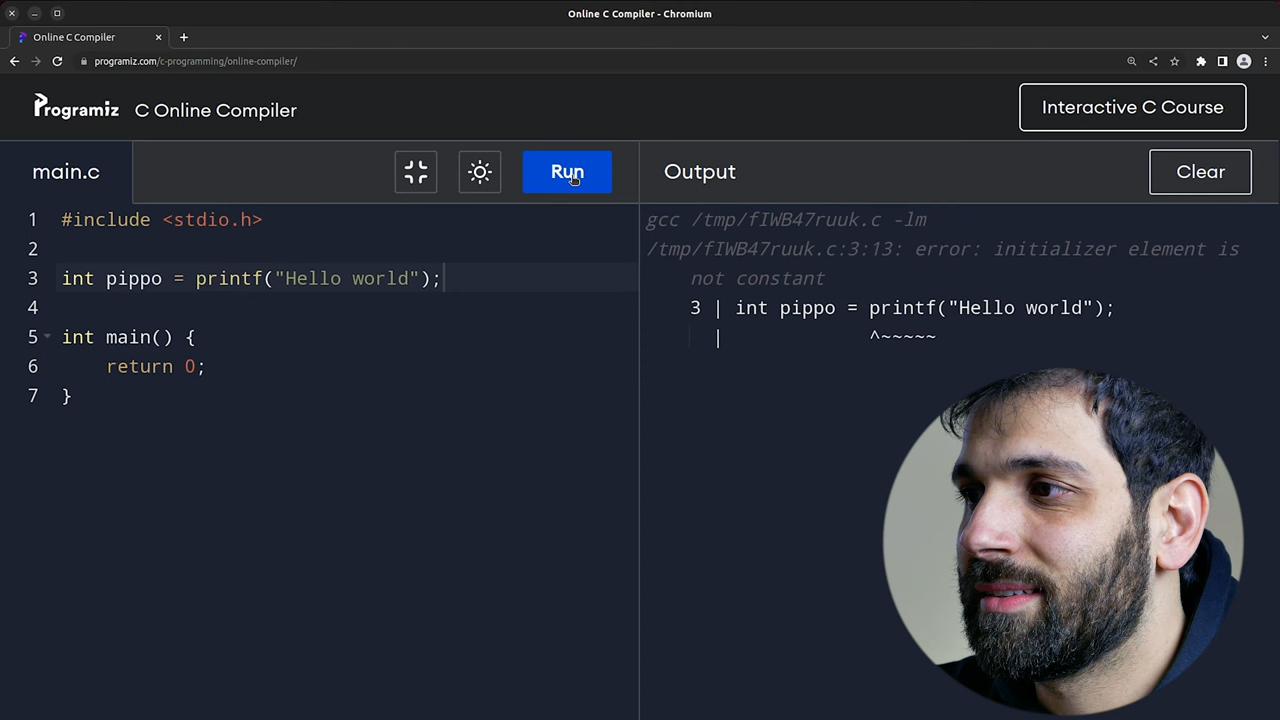 Online C Compiler - Chromium
Online C Compiler
programiz.com/c-programming/online-compiler/
Programiz C Online Compiler
Interactive C Course
main.c
Run
Output
Clear
1 #include <stdio.h>
2
3 int pippo = printf("Hello world");
4
5 int main() {
6 return 0;
7 }
gcc /tmp/fIWB47ruuk.c -lm
/tmp/fIWB47ruuk.c:3:13: error: initializer element is
not constant
3 | int pippo = printf("Hello world");
| ^~~~~~